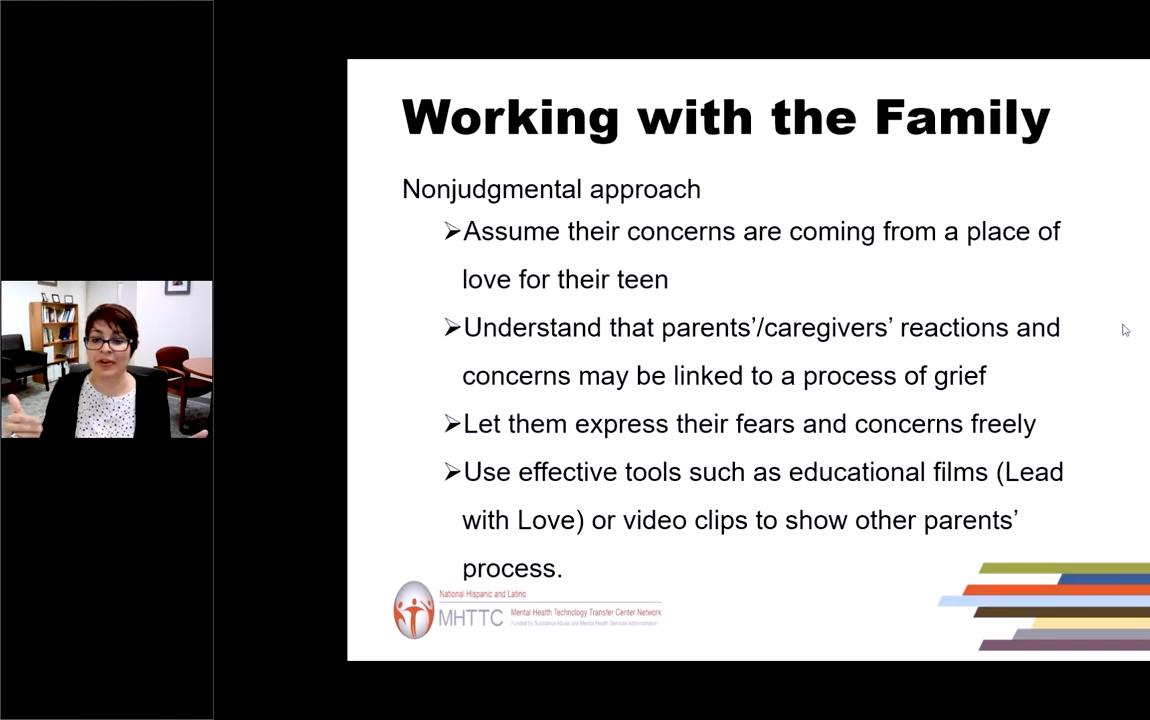 Working with the Family
Nonjudgmental approach
➢Assume their concerns are coming from a place of
love for their teen
➢Understand that parents’/caregivers’ reactions and
concerns may be linked to a process of grief
➢Let them express their fears and concerns freely
➢Use effective tools such as educational films (Lead
with Love) or video clips to show other parents’
process.
National Hispanic and Latino
MHTTC
Mental Health Technology Transfer Center Network
Funded by Substance Abuse and Mental Health Services Administration